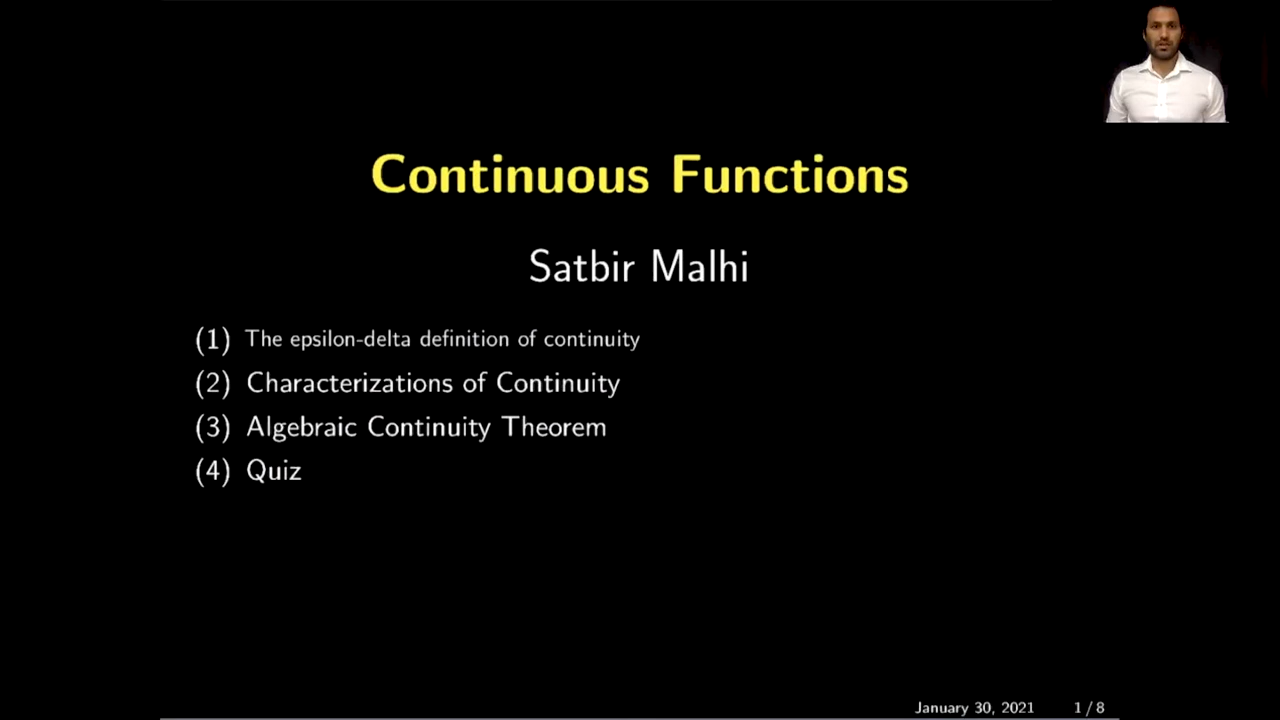 Continuous Functions
Satbir Malhi
(1) The epsilon-delta definition of continuity
(2) Characterizations of Continuity
(3) Algebraic Continuity Theorem
(4) Quiz
January 30, 2021 1 / 8